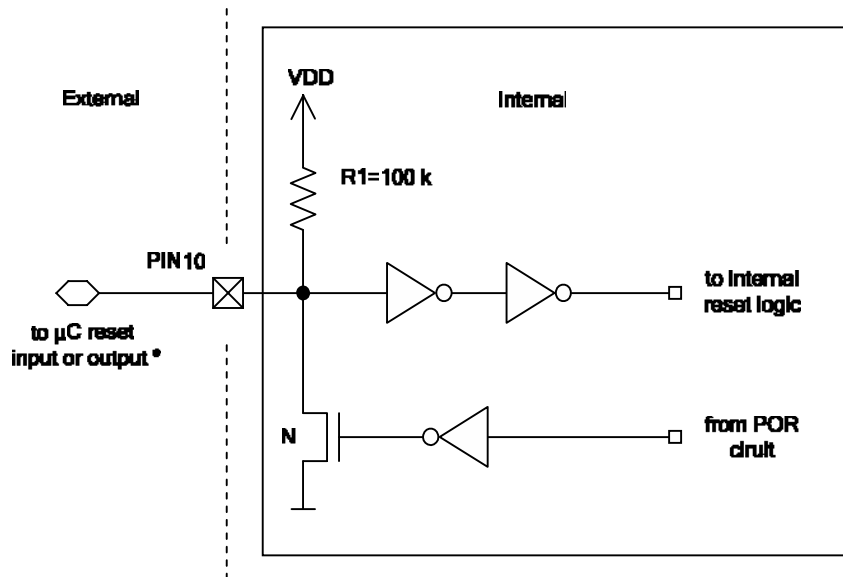 External
VDD
Internal
R1=100 k
PIN10
to µC reset
input or output *
to internal
reset logic
N
from POR
ciruit